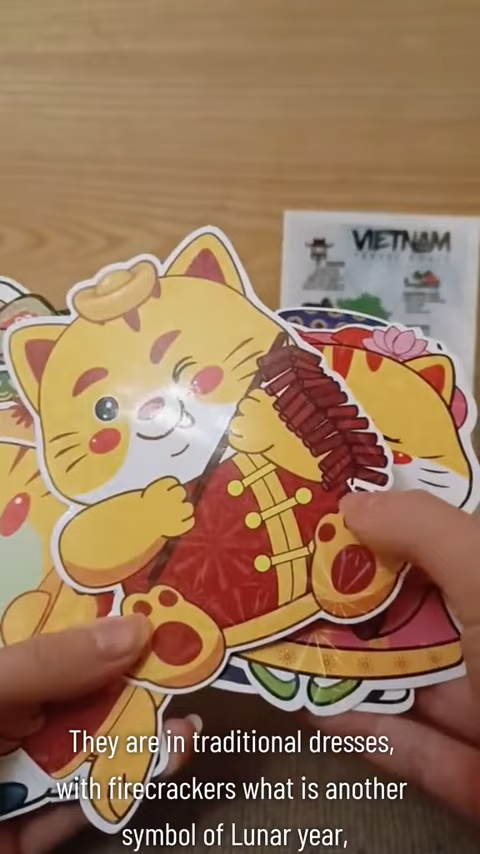 VIETNAM
They are in traditional dresses,
with firecrackers what is another
symbol of Lunar year,